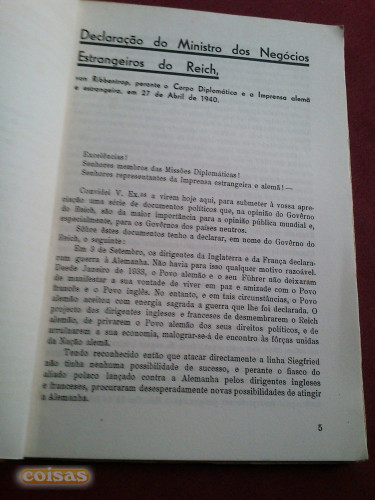 Declaração do Ministro dos Negócios
Estrangeiros do Reich,
von Ribbentrop, perante o Corpo Diplomático e a Imprensa alemã
e estrangeira, em 27 de Abril de 1940.
Excelências!
Senhores membros das Missões Diplomáticas!
Senhores representantes da Imprensa estrangeira e alemã!—
Convidei V. Ex.as a virem hoje aqui, para submeter à vossa apre-
ciação uma série de documentos políticos que, na opinião do Govêrno
do Reich, são da maior importância para a opinião pública mundial e,
especialmente, para os Governos dos países neutros.
Sôbre êstes documentos tenho a declarar, em nome do Govêrno do
Reich, o seguinte:
Em 3 de Setembro, os dirigentes da Inglaterra e da França declara-
ram guerra à Alemanha. Não havia para isso qualquer motivo razoável.
Desde Janeiro de 1933, o Povo alemão e o seu Führer não deixaram
de manifestar a sua vontade de viver em paz e amizade com o Povo
francês e o Povo inglês. No entanto, e em tais circunstâncias, o Povo
alemão aceitou com energia sagrada a guerra que lhe foi declarada. O
projecto dos dirigentes ingleses e franceses de desmembrarem o Reich
alemão, de privarem o Povo alemão dos seus direitos políticos, e de
arruïnarem a sua economia, malograr-se-á de encontro às fôrças unidas
da Nação alemã.
Tendo reconhecido então que atacar directamente a linha Siegfried
não tinha nenhuma possibilidade de sucesso, e perante o fiasco do
aliado polaco lançado contra a Alemanha pelos dirigentes ingleses
e franceses, procuraram desesperadamente novas possibilidades de atingir
a Alemanha.
5
coisas